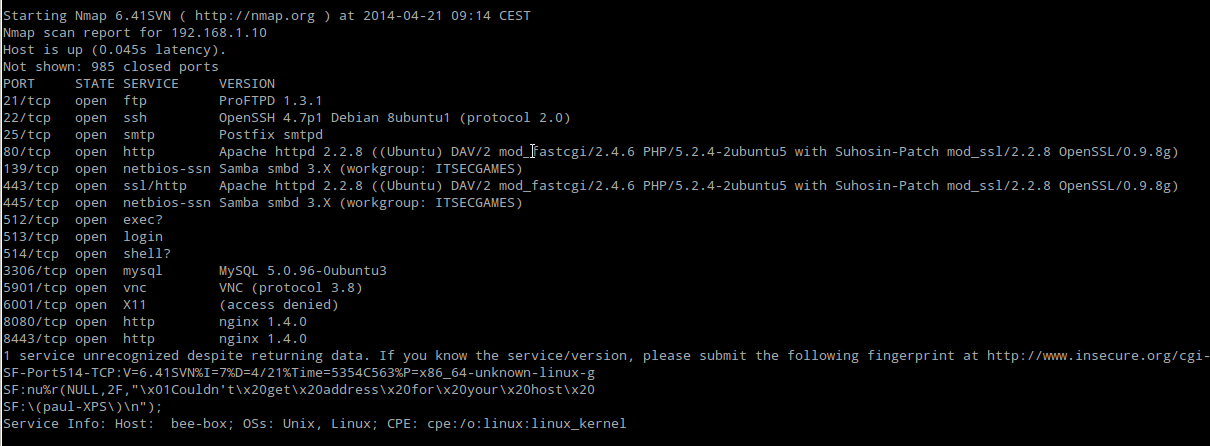 Starting Nmap 6.41SVN ( http://nmap.org ) at 2014-04-21 09:14 CEST
Nmap scan report for 192.168.1.10
Host is up (0.045s latency).
Not shown: 985 closed ports
PORT     STATE SERVICE     VERSION
21/tcp   open  ftp         ProFTPD 1.3.1
22/tcp   open  ssh         OpenSSH 4.7p1 Debian 8ubuntu1 (protocol 2.0)
25/tcp   open  smtp        Postfix smtpd
80/tcp   open  http        Apache httpd 2.2.8 ((Ubuntu) DAV/2 mod_fastcgi/2.4.6 PHP/5.2.4-2ubuntu5 with Suhosin-Patch mod_ssl/2.2.8 OpenSSL/0.9.8g)
139/tcp  open  netbios-ssn Samba smbd 3.X (workgroup: ITSECGAMES)
443/tcp  open  ssl/http    Apache httpd 2.2.8 ((Ubuntu) DAV/2 mod_fastcgi/2.4.6 PHP/5.2.4-2ubuntu5 with Suhosin-Patch mod_ssl/2.2.8 OpenSSL/0.9.8g)
445/tcp  open  netbios-ssn Samba smbd 3.X (workgroup: ITSECGAMES)
512/tcp  open  exec?
513/tcp  open  login
514/tcp  open  shell?
3306/tcp open  mysql       MySQL 5.0.96-0ubuntu3
5901/tcp open  vnc         VNC (protocol 3.8)
6001/tcp open  X11         (access denied)
8080/tcp open  http        nginx 1.4.0
8443/tcp open  http        nginx 1.4.0
1 service unrecognized despite returning data. If you know the service/version, please submit the following fingerprint at http://www.insecure.org/cgi-
SF-Port514-TCP:V=6.41SVN%I=7%D=4/21%Time=5354C563%P=x86_64-unknown-linux-g
SF:nu%r(NULL,2F,"\x01Couldn't\x20get\x20address\x20for\x20your\x20host\x20
SF:\(paul-XPS\)\n");
Service Info: Host:  bee-box; OSs: Unix, Linux; CPE: cpe:/o:linux:linux_kernel